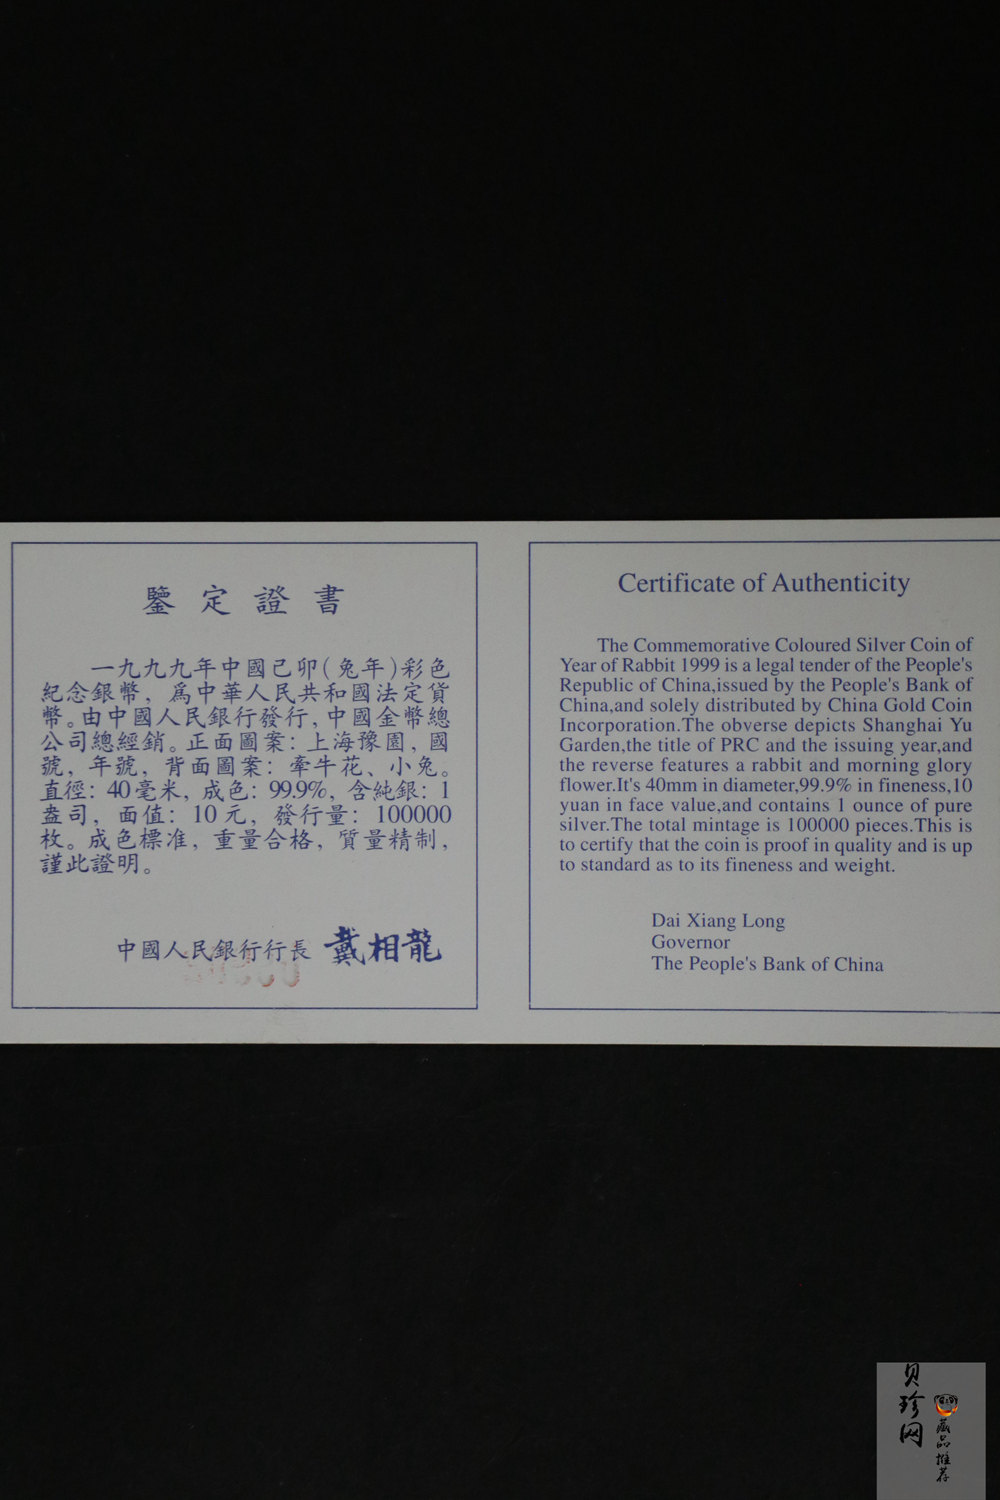 鑒定證書
一九九九年中國己卯(兔年)彩色
紀念銀幣，爲中華人民共和國法定貨
幣。由中國人民銀行發行，中國金幣總
公司總經銷。正面圖案：上海豫園，國
號，年號，背面圖案：牽牛花、小兔。
直徑：40毫米，成色：99.9%，含純銀：1
盎司，面值：10元，發行量：100000
枚。成色標准，重量合格，質量精制，
謹此證明。
中國人民銀行行長 戴相龍
Certificate of Authenticity
The Commemorative Coloured Silver Coin of
Year of Rabbit 1999 is a legal tender of the People's
Republic of China,issued by the People's Bank of
China,and solely distributed by China Gold Coin
Incorporation.The obverse depicts Shanghai Yu
Garden,the title of PRC and the issuing year,and
the reverse features a rabbit and morning glory
flower.It's 40mm in diameter,99.9% in fineness,10
yuan in face value,and contains 1 ounce of pure
silver.The total mintage is 100000 pieces.This is
to certify that the coin is proof in quality and is up
to standard as to its fineness and weight.
Dai Xiang Long
Governor
The People's Bank of China
贝珍网
藏品推荐